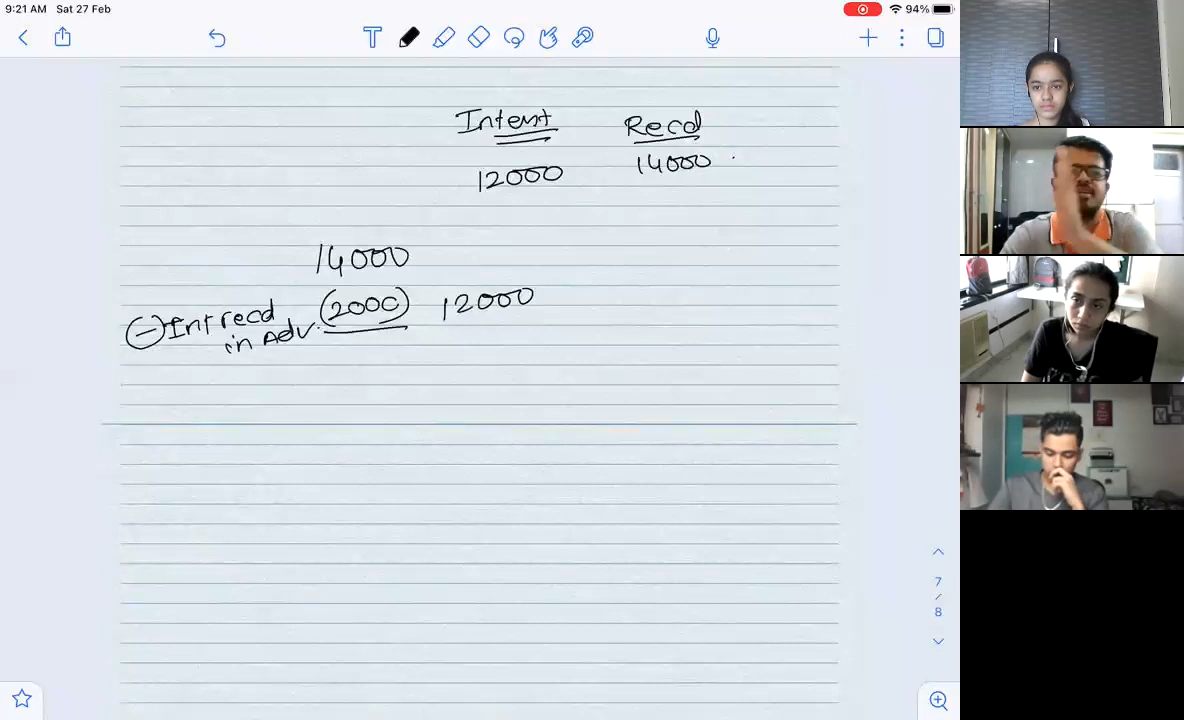 9:21 AM Sat 27 Feb
94%
Interest Recd
12000 14000
14000
(-) Int recd (2000) 12000
in Adv.
7
/
8